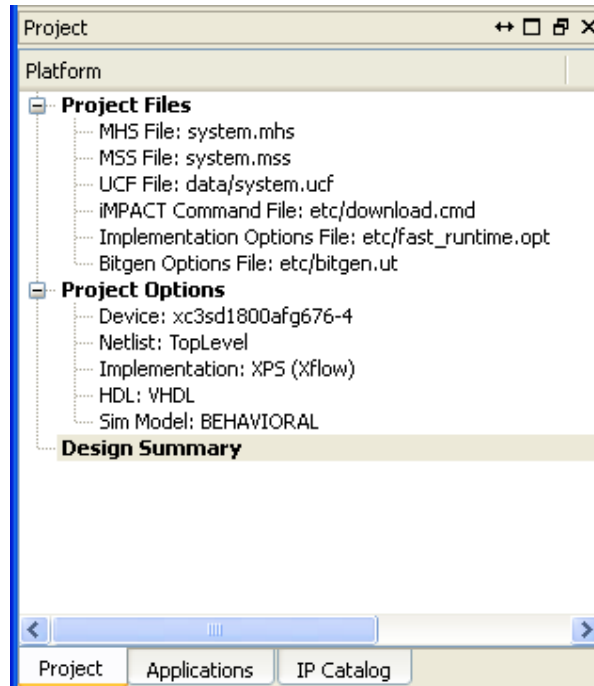 Project
Platform
Project Files
MHS File: system.mhs
MSS File: system.mss
UCF File: data/system.ucf
iMPACT Command File: etc/download.cmd
Implementation Options File: etc/fast_runtime.opt
Bitgen Options File: etc/bitgen.ut
Project Options
Device: xc3sd1800afg676-4
Netlist: TopLevel
Implementation: XPS (Xflow)
HDL: VHDL
Sim Model: BEHAVIORAL
Design Summary
Project Applications IP Catalog